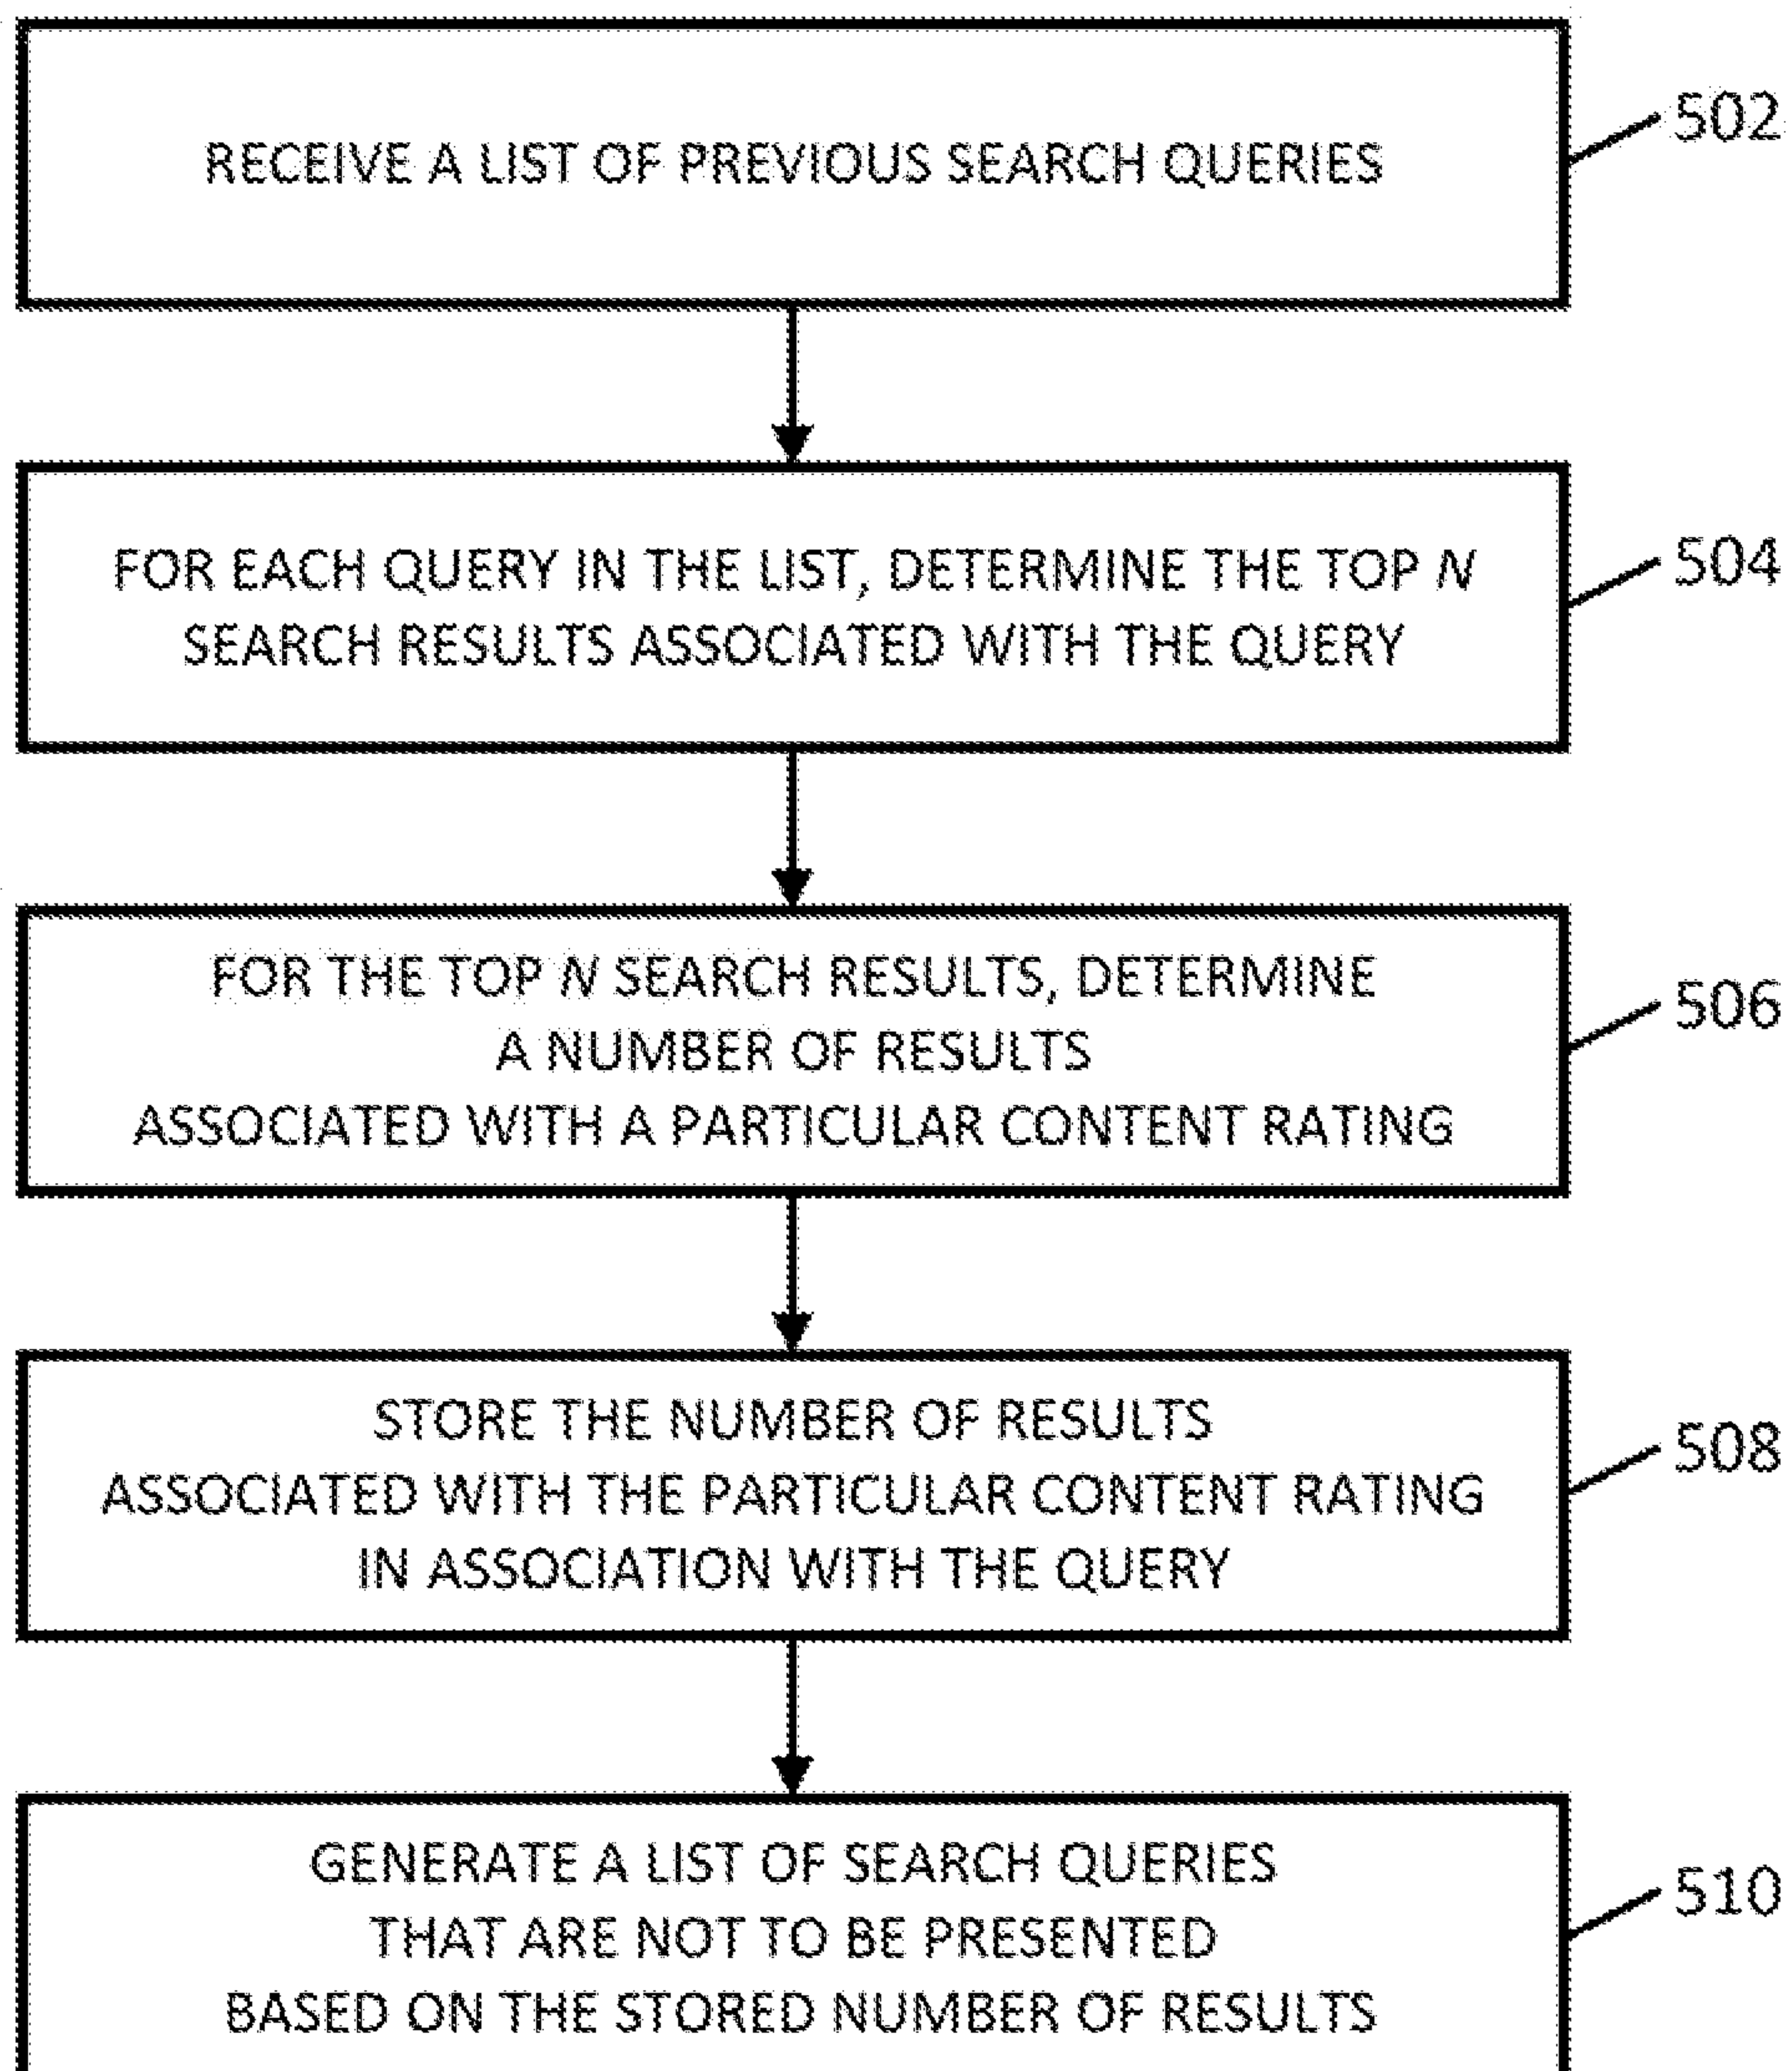 RECEIVE A LIST OF PREVIOUS SEARCH QUERIES
502
FOR EACH QUERY IN THE LIST, DETERMINE THE TOP N
SEARCH RESULTS ASSOCIATED WITH THE QUERY
504
FOR THE TOP N SEARCH RESULTS, DETERMINE
A NUMBER OF RESULTS
ASSOCIATED WITH A PARTICULAR CONTENT RATING
506
STORE THE NUMBER OF RESULTS
ASSOCIATED WITH THE PARTICULAR CONTENT RATING
IN ASSOCIATION WITH THE QUERY
508
GENERATE A LIST OF SEARCH QUERIES
THAT ARE NOT TO BE PRESENTED
BASED ON THE STORED NUMBER OF RESULTS
510